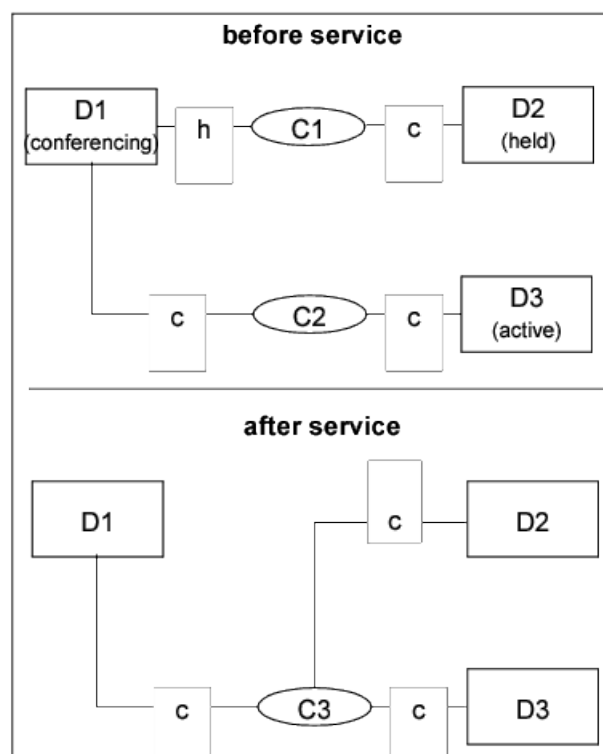 before service
D1
(conferencing)
h
C1
c
D2
(held)
c
C2
c
D3
(active)
after service
D1
c
D2
c
C3
c
D3